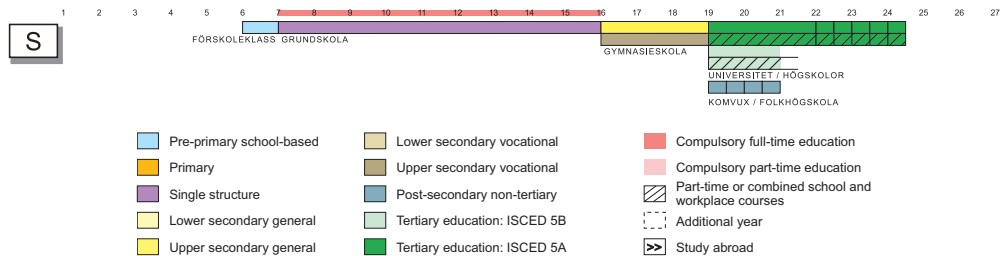 1 2 3 4 5 6 7 8 9 10 11 12 13 14 15 16 17 18 19 20 21 22 23 24 25 26 27
S
FÖRSKOLEKLASS GRUNDSKOLA
GYMNASIESKOLA
UNIVERSITET / HÖGSKOLOR
KOMVUX / FOLKHÖGSKOLA
Pre-primary school-based
Primary
Single structure
Lower secondary general
Upper secondary general
Lower secondary vocational
Upper secondary vocational
Post-secondary non-tertiary
Tertiary education: ISCED 5B
Tertiary education: ISCED 5A
Compulsory full-time education
Compulsory part-time education
Part-time or combined school and
workplace courses
Additional year
>> Study abroad